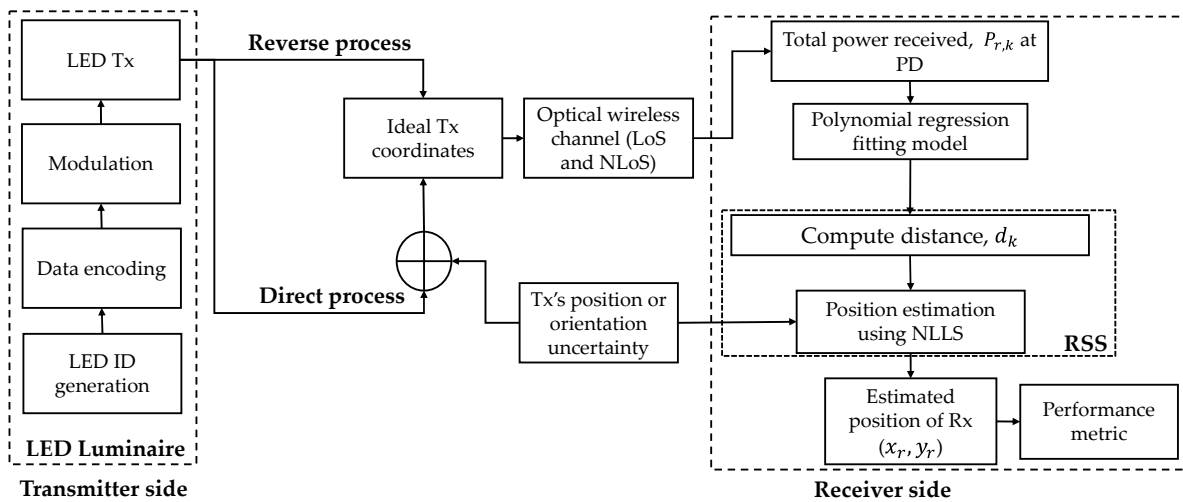 LED Tx
Modulation
Data encoding
LED ID
generation
LED Luminaire
Transmitter side
Reverse process
Direct process
Ideal Tx
coordinates
Optical wireless
channel (LoS
and NLoS)
Tx's position or
orientation
uncertainty
Total power received, P_{r,k} at
PD
Polynomial regression
fitting model
Compute distance, d_k
Position estimation
using NLLS
RSS
Estimated
position of Rx
(x_r, y_r)
Performance
metric
Receiver side